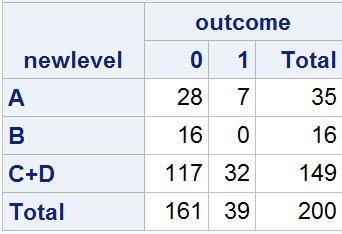 outcome
newlevel 0 1 Total
A 28 7 35
B 16 0 16
C+D 117 32 149
Total 161 39 200